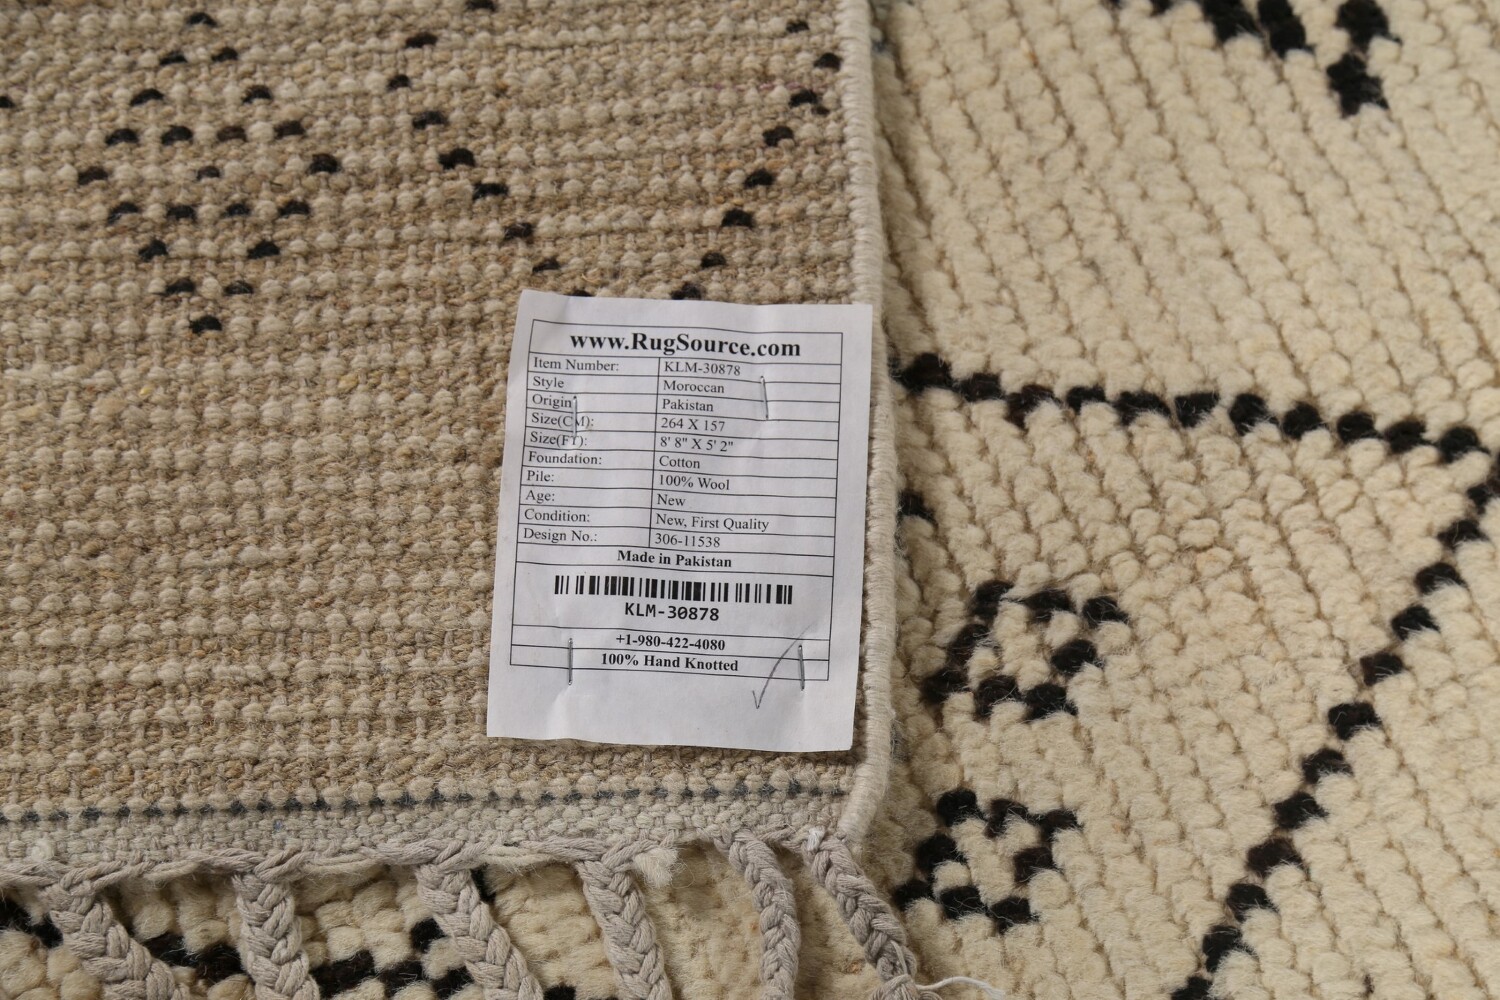 www.RugSource.com
Item Number: KLM-30878
Style Moroccan
Origin Pakistan
Size(CM): 264 X 157
Size(FT): 8' 8" X 5' 2"
Foundation: Cotton
Pile: 100% Wool
Age: New
Condition: New, First Quality
Design No.: 306-11538
Made in Pakistan
KLM-30878
+1-980-422-4080
100% Hand Knotted